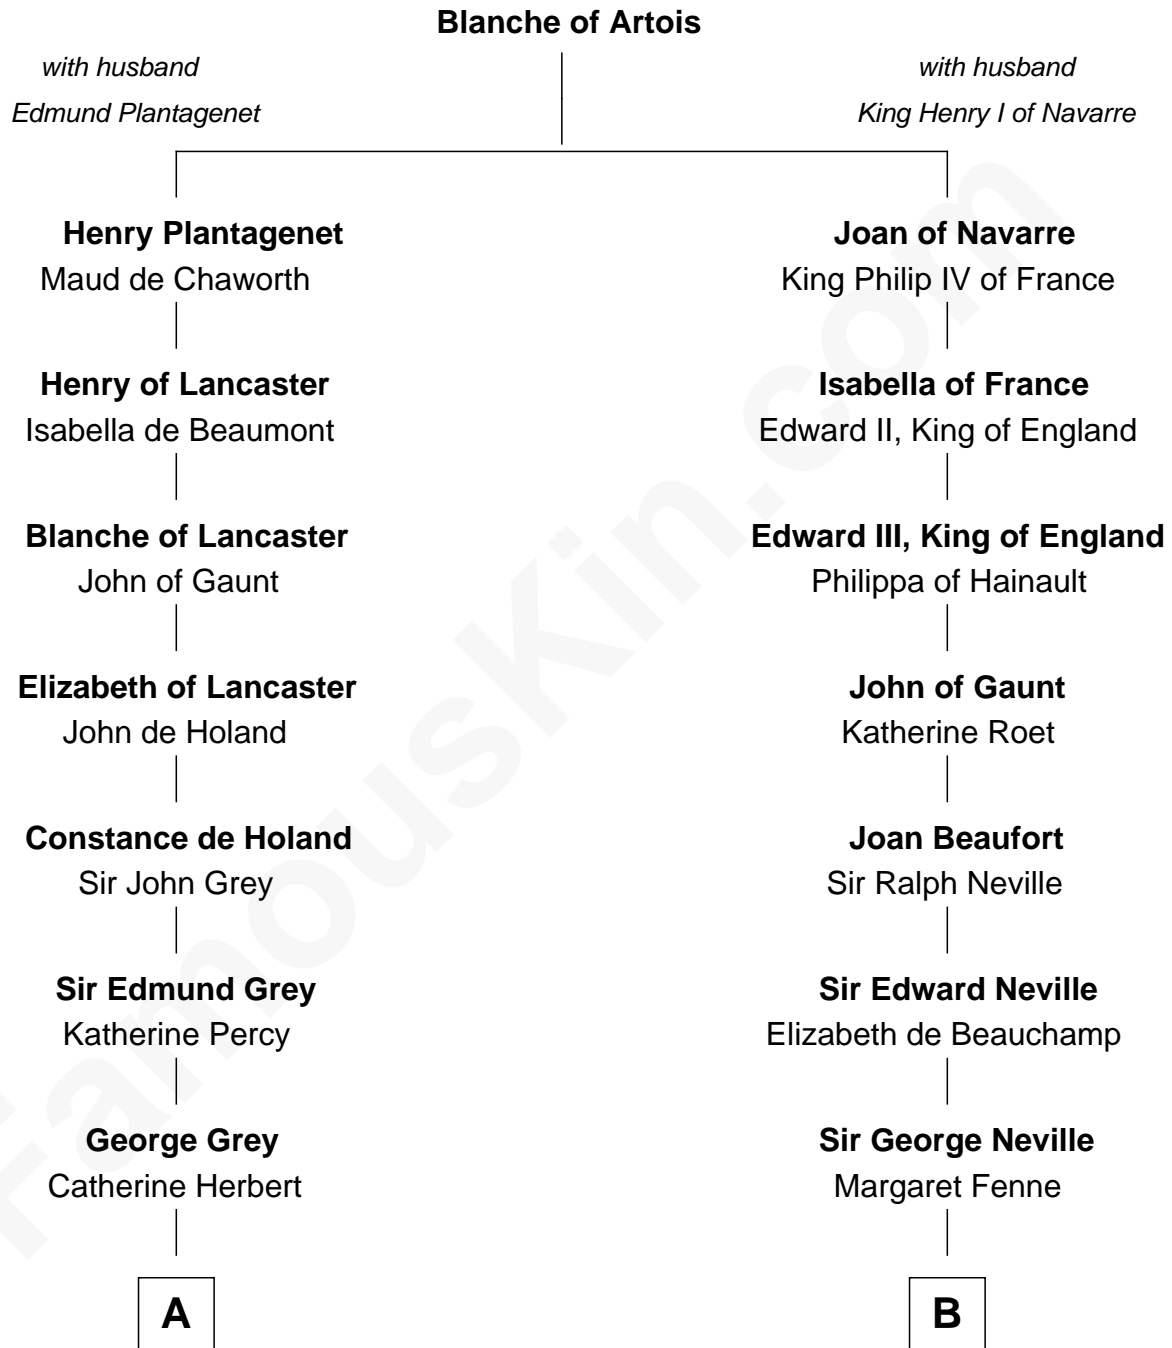 Blanche of Artois
with husband
Edmund Plantagenet
with husband
King Henry I of Navarre
Henry Plantagenet
Maud de Chaworth
Joan of Navarre
King Philip IV of France
Henry of Lancaster
Isabella de Beaumont
Isabella of France
Edward II, King of England
Blanche of Lancaster
John of Gaunt
Edward III, King of England
Philippa of Hainault
Elizabeth of Lancaster
John de Holand
John of Gaunt
Katherine Roet
Constance de Holand
Sir John Grey
Joan Beaufort
Sir Ralph Neville
Sir Edmund Grey
Katherine Percy
Sir Edward Neville
Elizabeth de Beauchamp
George Grey
Catherine Herbert
Sir George Neville
Margaret Fenne
A
B
FamousKin.com